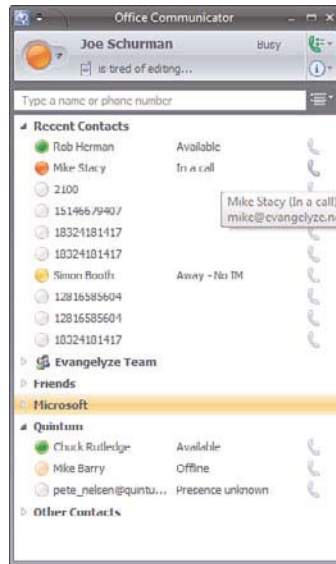 Office Communicator
Joe Schurman Busy
is tired of editing...
Type a name or phone number
Recent Contacts
Rob Herman Available
Mike Stacy In a call
2100
15146679407
Mike Stacy (In a call)
mike@evangelyze.n
18324181417
18324181417
Simon Booth Away - No IM
12816585604
12816585604
18324181417
Evangelyze Team
Friends
Microsoft
Quintum
Chuck Rutledge Available
Mike Barry Offline
pete_nelsen@quintu... Presence unknown
Other Contacts